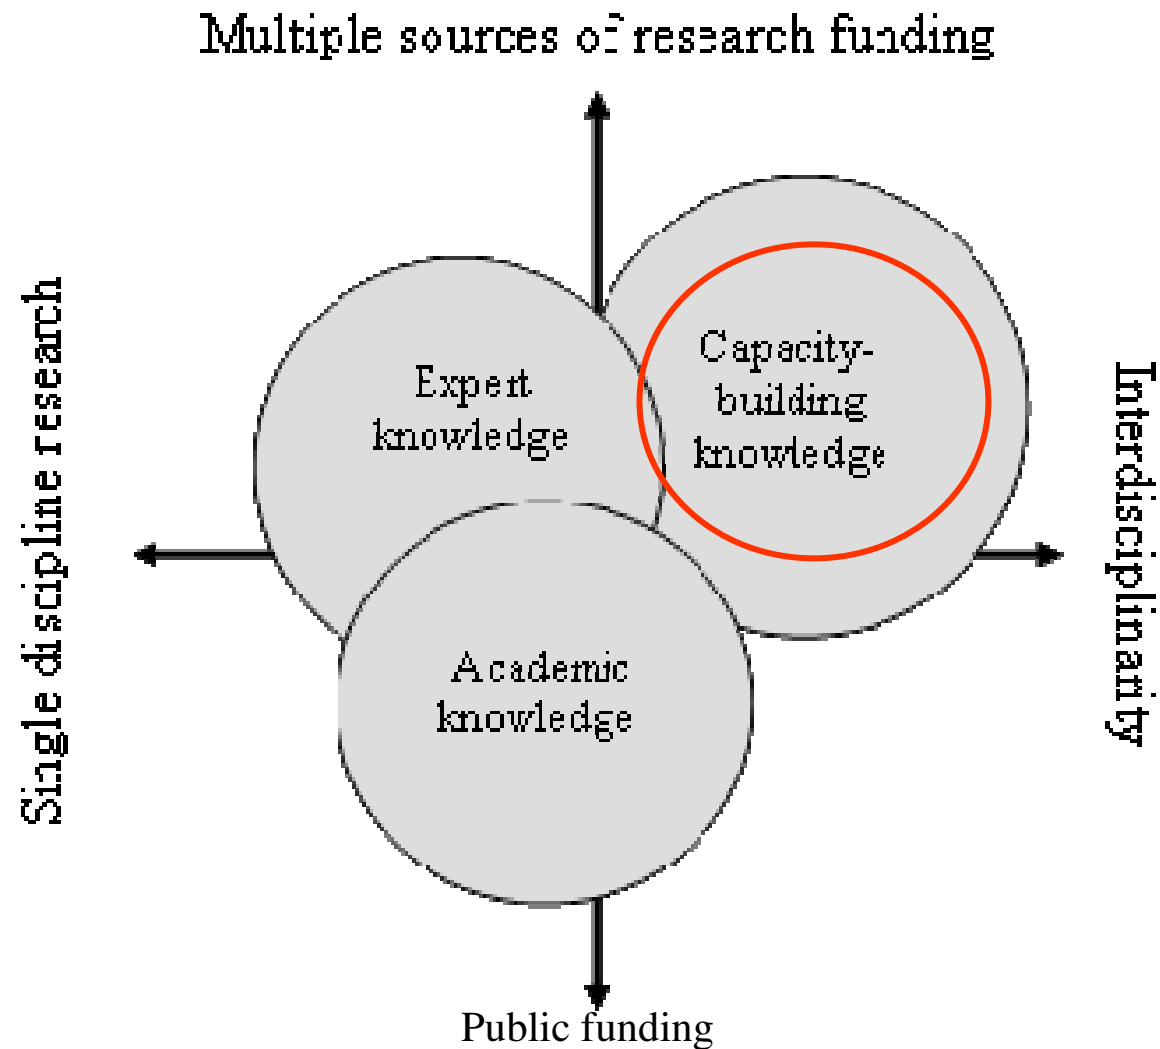 Multiple sources of research funding
Single discipline research
Expert
knowledge
Capacity-
building
knowledge
Interdisciplinarity
Academic
knowledge
Public funding